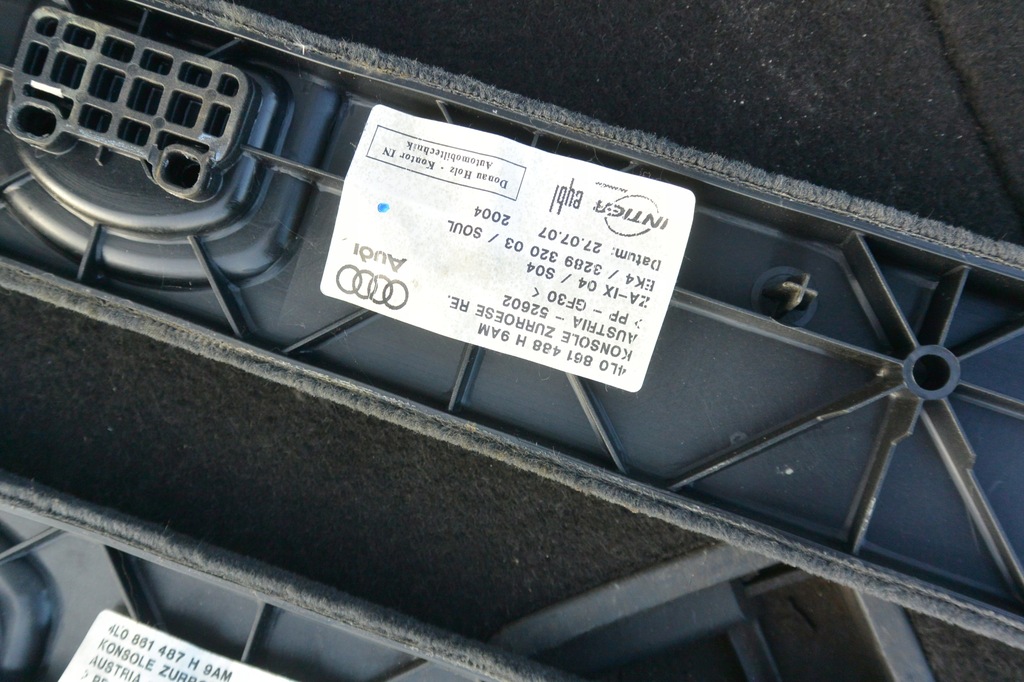 4L0 861 488 H 9AM
KONSOLE ZURROESE RE.
AUSTRIA - 52602
> PP - GF30 <
ZA-IX 04 / S04
EK4 / 3289 320 03 / SOUL
Datum: 27.07.07 2004
Audi
INTIER
eybl
Donau Holz - Kontor IN
Automobiltechnik
4L0 861 487 H 9AM
KONSOLE
AUSTRIA